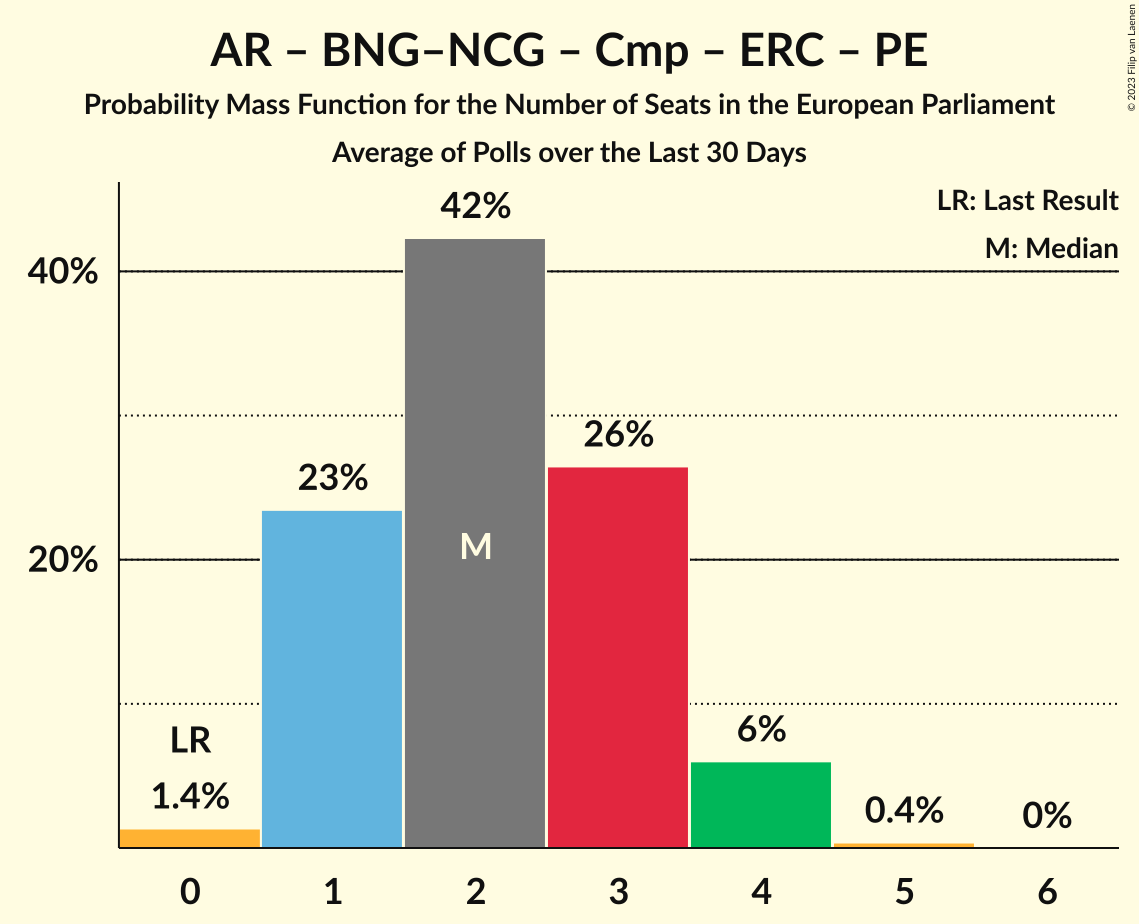 AR – BNG–NCG – Cmp – ERC – PE
Probability Mass Function for the Number of Seats in the European Parliament
Average of Polls over the Last 30 Days
© 2023 Filip van Laenen
LR: Last Result
M: Median
40%
20%
LR
1.4%
23%
42%
M
26%
6%
0.4%
0%
0 1 2 3 4 5 6